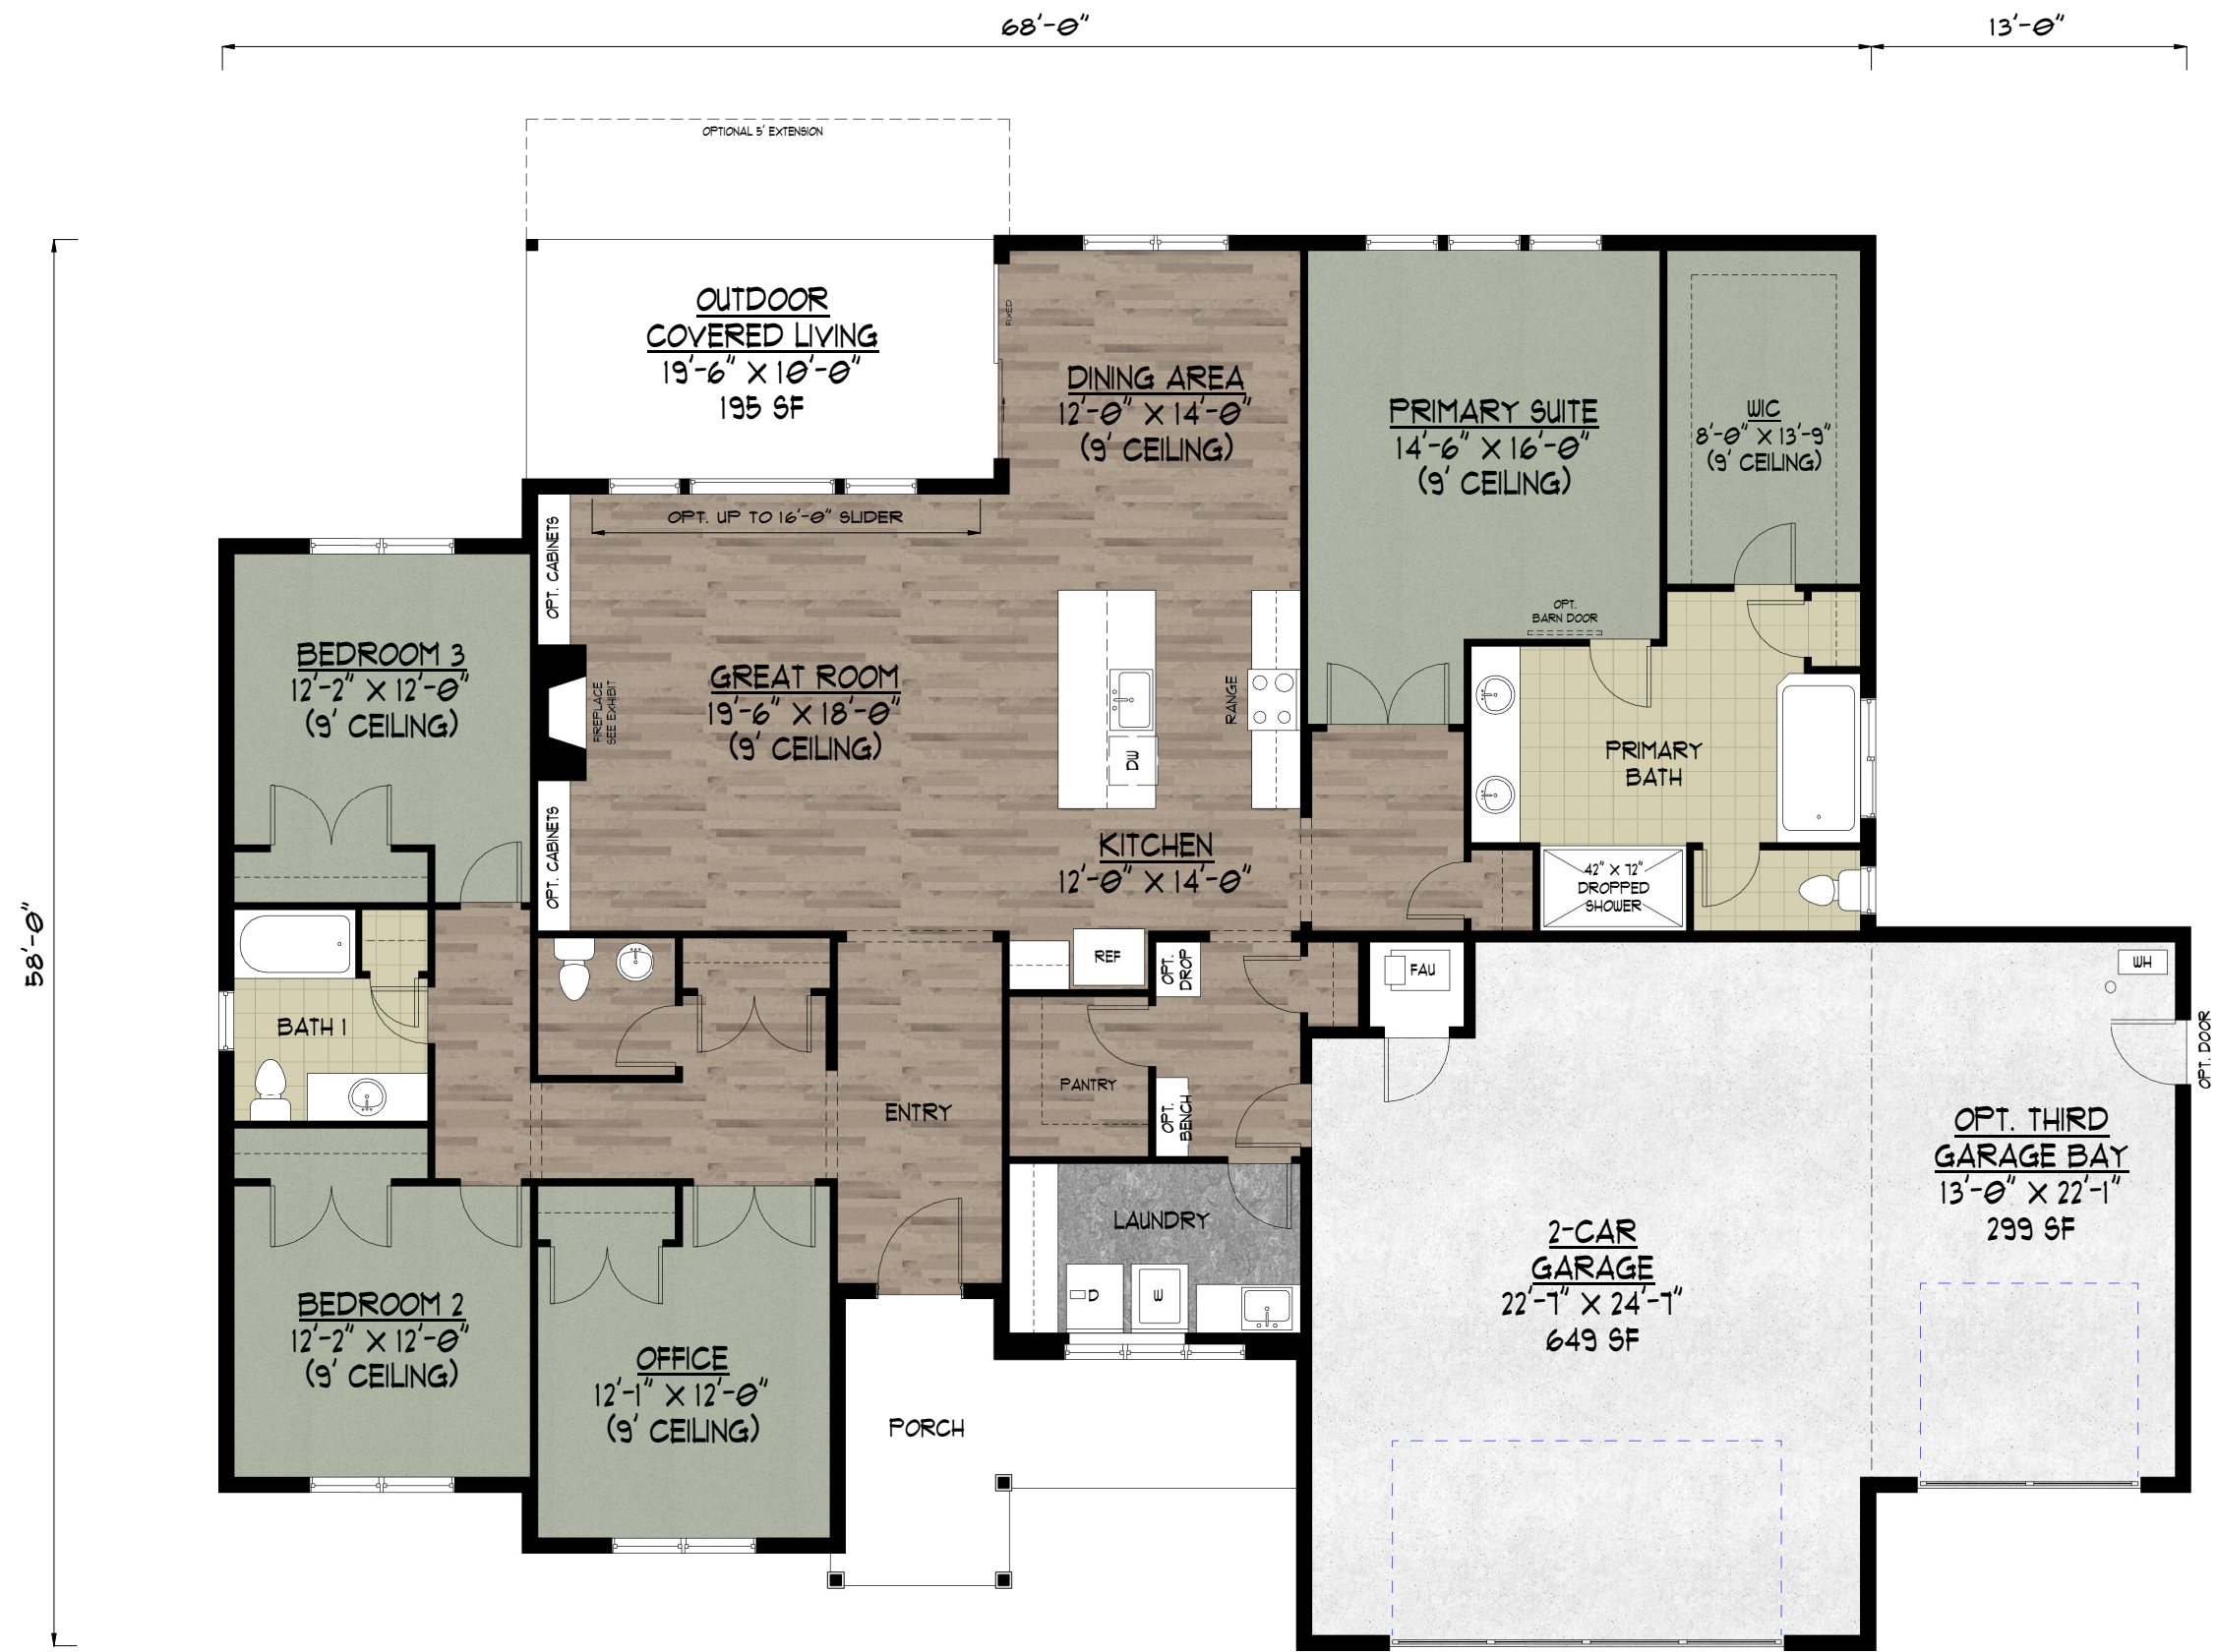 68'-0"
13'-0"
OPTIONAL 5' EXTENSION
OUTDOOR
COVERED LIVING
19'-6" X 10'-0"
195 SF
FIXED
DINING AREA
12'-0" X 14'-0"
(9' CEILING)
PRIMARY SUITE
14'-6" X 16'-0"
(9' CEILING)
WIC
8'-0" X 13'-9"
(9' CEILING)
OPT. UP TO 16'-0" SLIDER
OPT. CABINETS
OPT.
BARN DOOR
BEDROOM 3
12'-2" X 12'-0"
(9' CEILING)
FIREPLACE
SEE EXHIBIT
GREAT ROOM
19'-6" X 18'-0"
(9' CEILING)
RANGE
DW
PRIMARY
BATH
OPT. CABINETS
KITCHEN
12'-0" X 14'-0"
42" X 72"
DROPPED
SHOWER
58'-0"
REF
OPT.
DROP
FAU
WH
BATH 1
OPT. DOOR
PANTRY
ENTRY
OPT.
BENCH
OPT. THIRD
GARAGE BAY
13'-0" X 22'-1"
299 SF
LAUNDRY
2-CAR
GARAGE
22'-7" X 24'-7"
649 SF
D
W
BEDROOM 2
12'-2" X 12'-0"
(9' CEILING)
OFFICE
12'-1" X 12'-0"
(9' CEILING)
PORCH